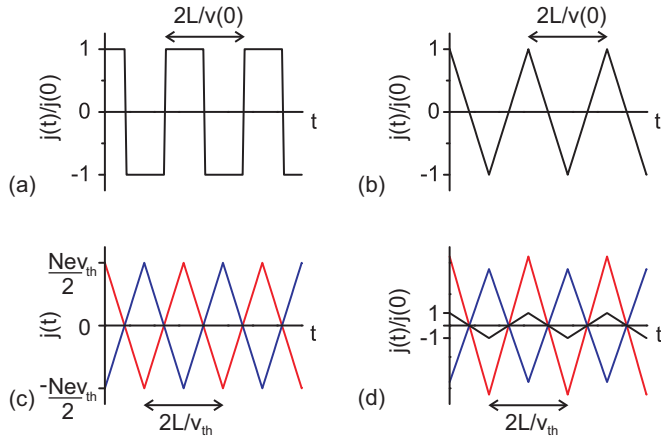 2L/v(0)
1
0
-1
j(t)/j(0)
t
(a)
2L/v(0)
1
0
-1
j(t)/j(0)
t
(b)
Nev_th
2
0
-Nev_th
2
j(t)
t
(c)
2L/v_th
1
-1
j(t)/j(0)
t
(d)
2L/v_th